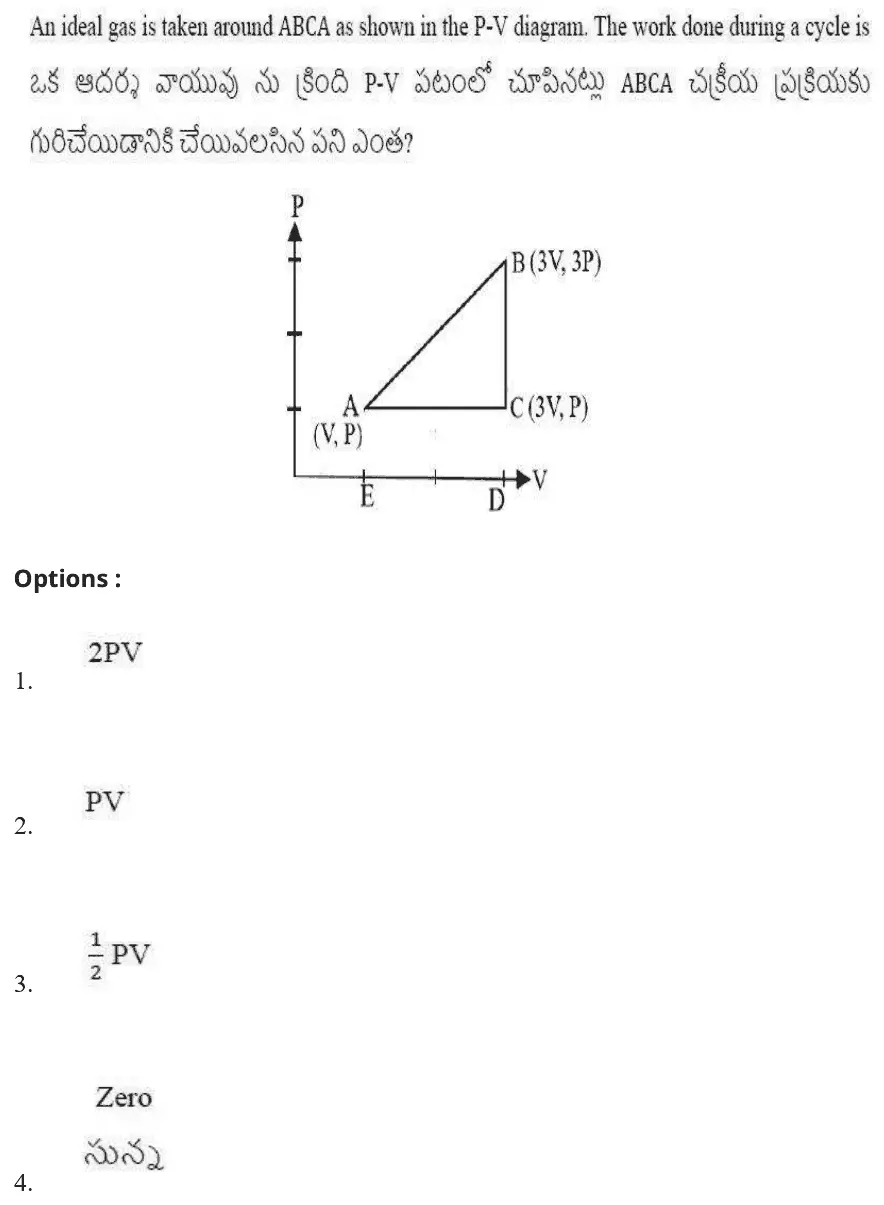 An ideal gas is taken around ABCA as shown in the P-V diagram. The work done during a cycle is
ఒక ఆదర్శ వాయువు ను క్రింది P-V పటంలో చూపినట్లు ABCA చక్రీయ ప్రక్రియకు
గురిచేయిడానికి చేయివలసిన పని ఎంత?
P
B (3V, 3P)
A
C (3V, P)
(V, P)
V
E
D
Options :
2PV
1.
PV
2.
1/2 PV
3.
Zero
సున్న
4.